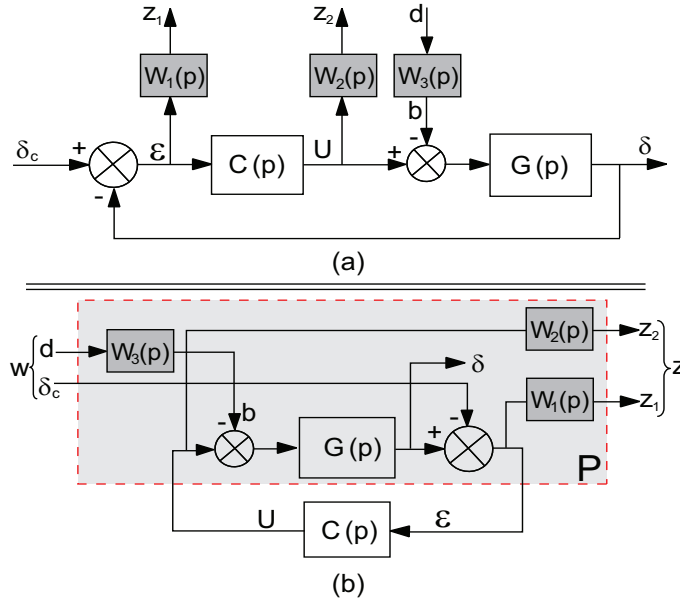 z₁ z₂ d
W₁(p) W₂(p) W₃(p)
b
δc + ε C(p) U + - G(p) δ
-
(a)
W₂(p) z₂
w { d W₃(p) δ } z
δc - W₁(p) z₁
- b
G(p) + P
U C(p) ε
(b)